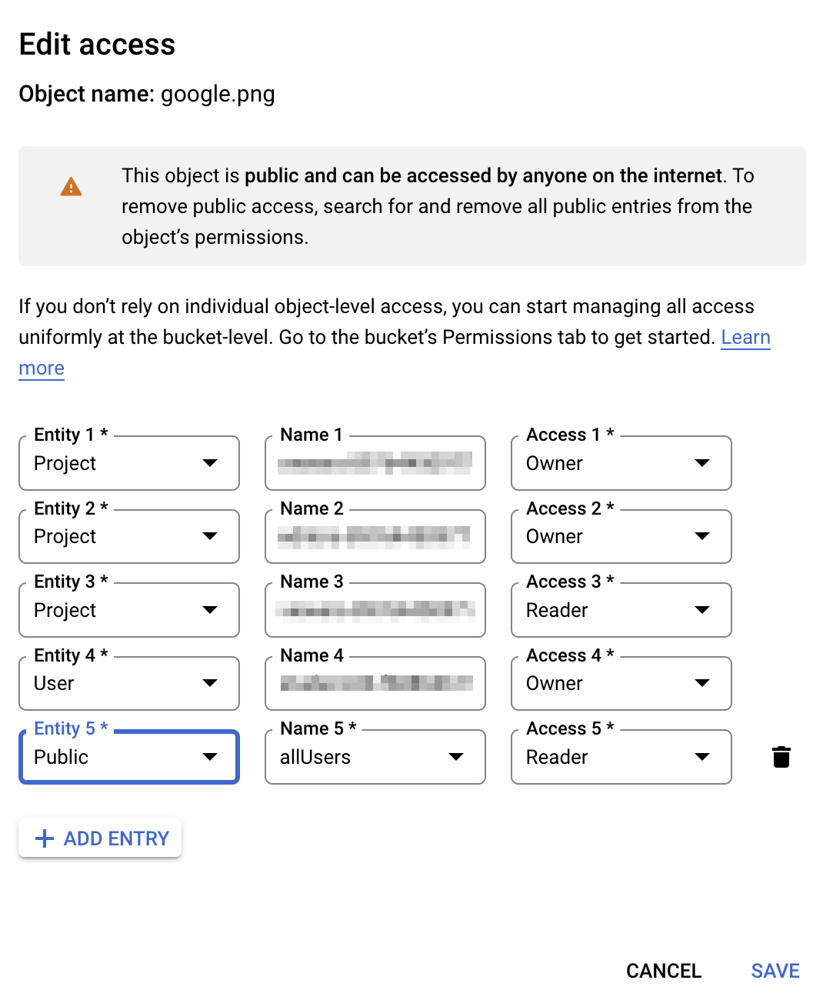 Edit access
Object name: google.png
This object is public and can be accessed by anyone on the internet. To
remove public access, search for and remove all public entries from the
object’s permissions.
If you don’t rely on individual object-level access, you can start managing all access
uniformly at the bucket-level. Go to the bucket’s Permissions tab to get started. Learn
more
Entity 1 * Name 1 Access 1 *
Project Owner
Entity 2 * Name 2 Access 2 *
Project Owner
Entity 3 * Name 3 Access 3 *
Project Reader
Entity 4 * Name 4 Access 4 *
User Owner
Entity 5 * Name 5 * Access 5 *
Public allUsers Reader
+ ADD ENTRY
CANCEL SAVE